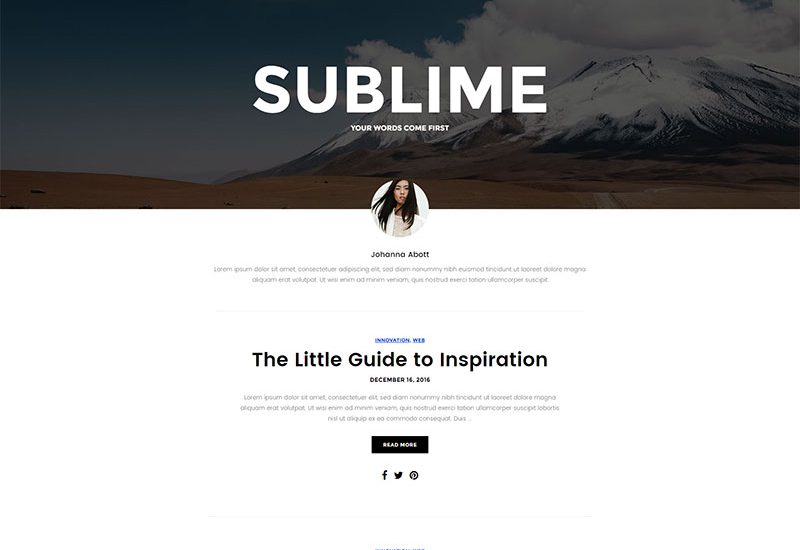 SUBLIME
YOUR WORDS COME FIRST
Johanna Abott
Lorem ipsum dolor sit amet, consectetuer adipiscing elit, sed diam nonummy nibh euismod tincidunt ut laoreet dolore magna
aliquam erat volutpat. Ut wisi enim ad minim veniam, quis nostrud exerci tation ullamcorper suscipit.
INNOVATION, WEB
The Little Guide to Inspiration
DECEMBER 16, 2016
Lorem ipsum dolor sit amet, consectetuer adipiscing elit, sed diam nonummy nibh tincidunt ut laoreet dolore magna
aliquam erat volutpat. Ut wisi enim ad minim veniam, quis nostrud exerci tation ullamcorper suscipit lobortis
nisl ut aliquip ex ea commodo consequat. Duis ...
READ MORE